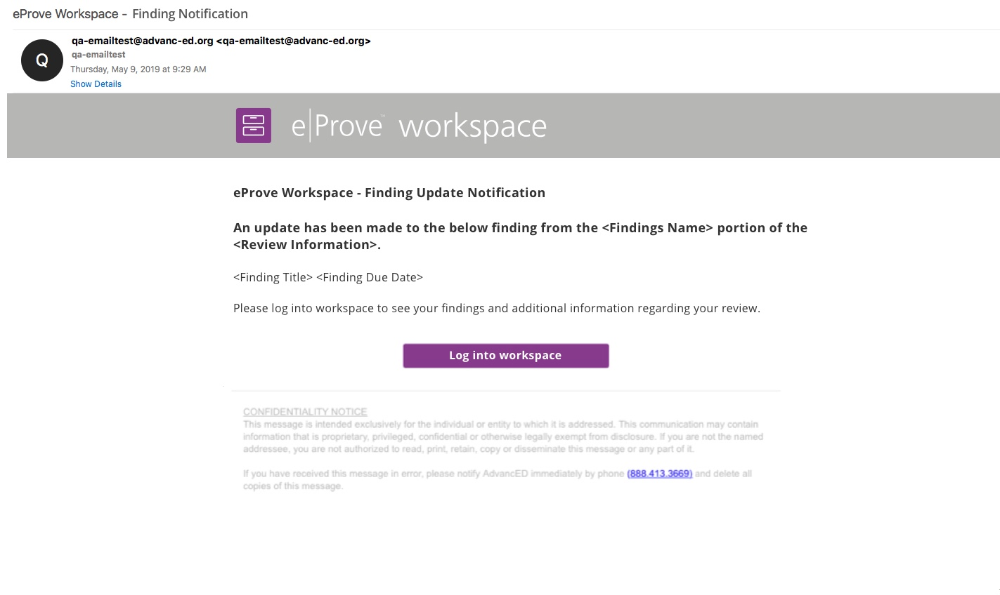 eProve Workspace - Finding Notification
qa-emailtest@advanc-ed.org <qa-emailtest@advanc-ed.org>
Q
qa-emailtest
Thursday, May 9, 2019 at 9:29 AM
Show Details
e|Prove™ workspace
eProve Workspace - Finding Update Notification
An update has been made to the below finding from the <Findings Name> portion of the
<Review Information>.
<Finding Title> <Finding Due Date>
Please log into workspace to see your findings and additional information regarding your review.
Log into workspace
CONFIDENTIALITY NOTICE
This message is intended exclusively for the individual or entity to which it is addressed. This communication may contain
information that is proprietary, privileged, confidential or otherwise legally exempt from disclosure. If you are not the named
addressee, you are not authorized to read, print, retain, copy or disseminate this message or any part of it.
If you have received this message in error, please notify AdvancED immediately by phone (888.413.3669) and delete all
copies of this message.